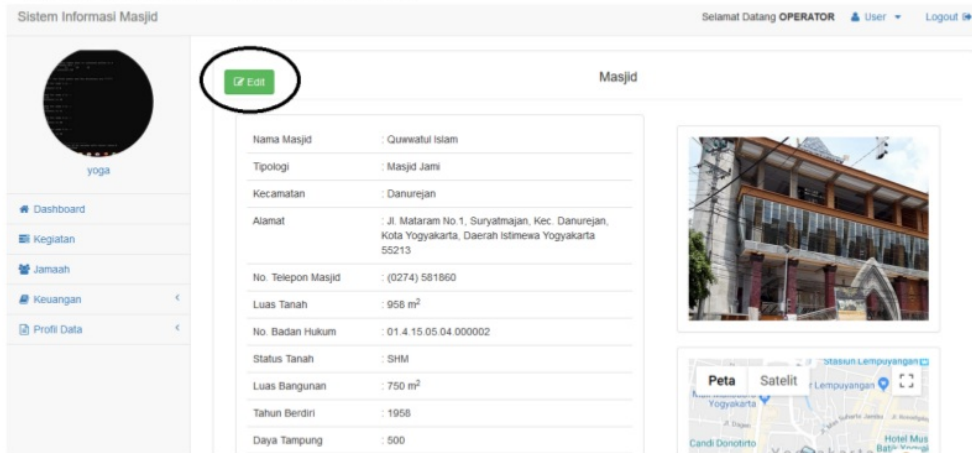 Sistem Informasi Masjid
Selamat Datang OPERATOR
User
Logout
yoga
Dashboard
Kegiatan
Jamaah
Keuangan
Profil Data
Edit
Masjid
Nama Masjid : Quwwatul Islam
Tipologi : Masjid Jami
Kecamatan : Danurejan
Alamat : Jl. Mataram No.1, Suryatmajan, Kec. Danurejan,
Kota Yogyakarta, Daerah Istimewa Yogyakarta
55213
No. Telepon Masjid : (0274) 581860
Luas Tanah : 958 m²
No. Badan Hukum : 01.4.15.05.04.000002
Status Tanah : SHM
Luas Bangunan : 750 m²
Tahun Berdiri : 1958
Daya Tampung : 500
Stasiun Lempuyangan
Peta
Satelit
Lempuyangan
Yogyakarta
Candi Donotirto
Hotel Mus
Yogyakarta